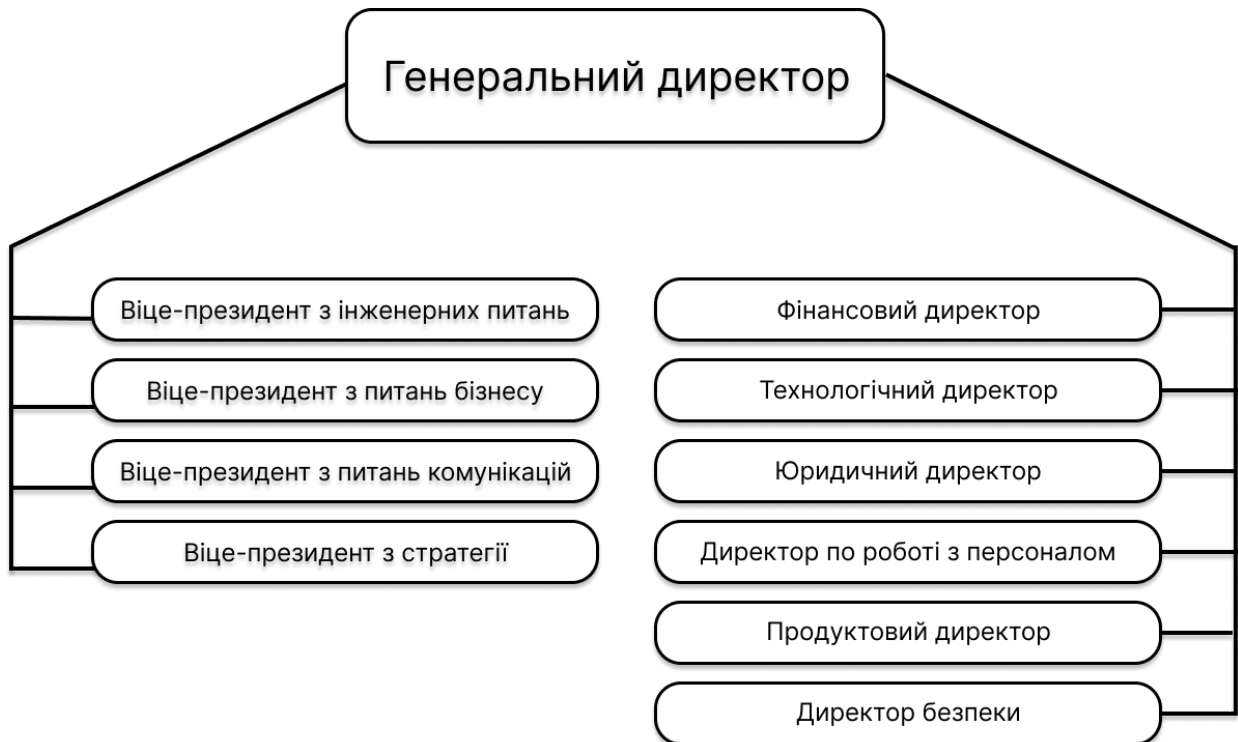 Генеральний директор
Віце-президент з інженерних питань
Віце-президент з питань бізнесу
Віце-президент з питань комунікацій
Віце-президент з стратегії
Фінансовий директор
Технологічний директор
Юридичний директор
Директор по роботі з персоналом
Продуктовий директор
Директор безпеки